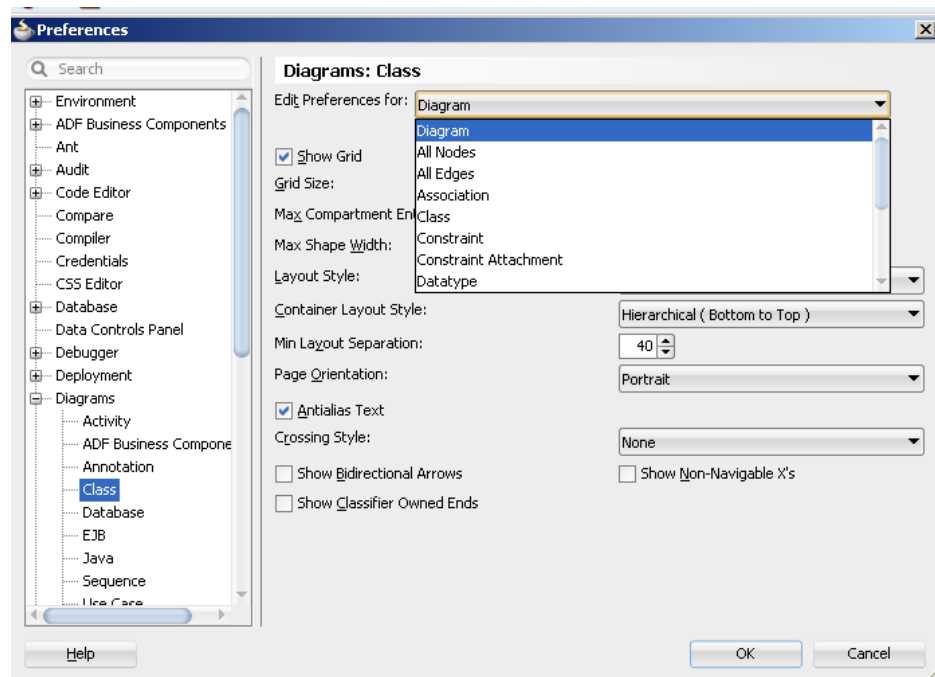 Preferences
Search
Environment
ADF Business Components
Ant
Audit
Code Editor
Compare
Compiler
Credentials
CSS Editor
Database
Data Controls Panel
Debugger
Deployment
Diagrams
Activity
ADF Business Compone
Annotation
Class
Database
EJB
Java
Sequence
Use Case
Diagrams: Class
Edit Preferences for: Diagram
Diagram
All Nodes
All Edges
Association
Class
Constraint
Constraint Attachment
Datatype
Show Grid
Grid Size:
Max Compartment Ent
Max Shape Width:
Layout Style:
Container Layout Style: Hierarchical ( Bottom to Top )
Min Layout Separation: 40
Page Orientation: Portrait
Antialias Text
Crossing Style: None
Show Bidirectional Arrows Show Non-Navigable X's
Show Classifier Owned Ends
Help OK Cancel